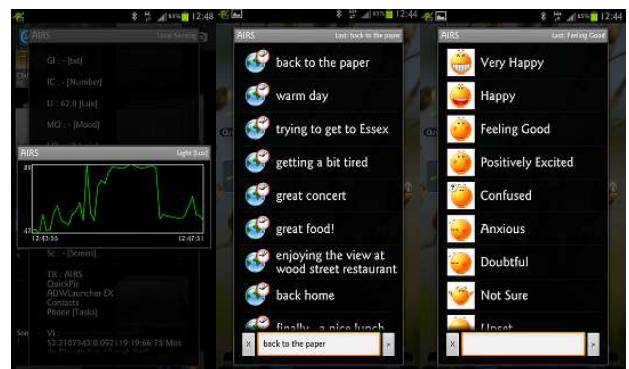 12:48
AIRS
GI : - [txt]
IC : - [Number]
LI : 62.0 [Lux]
MO : - [Mood]
AIRS Light [Lux]
89
47
12:43:55 12:47:51
Sc : - [Screen]
TR : AIRS
QuickPic
ADWLauncher EX
Contacts
Phone [Tasks]
VI :
12:44
AIRS Last: back to the paper
back to the paper
warm day
trying to get to Essex
getting a bit tired
great concert
great food!
enjoying the view at
wood street restaurant
back home
finally a nice lunch
X back to the paper
12:44
AIRS Last: Feeling Good
Very Happy
Happy
Feeling Good
Positively Excited
Confused
Anxious
Doubtful
Not Sure
Upset
X